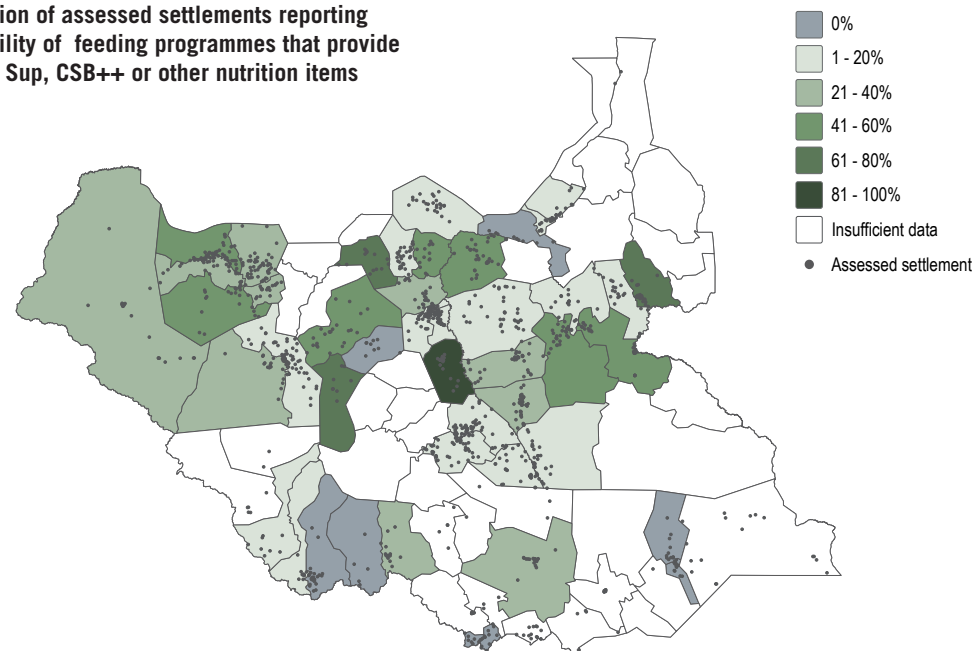 ion of assessed settlements reporting
ility of feeding programmes that provide
Sup, CSB++ or other nutrition items
0%
1 - 20%
21 - 40%
41 - 60%
61 - 80%
81 - 100%
Insufficient data
Assessed settlement